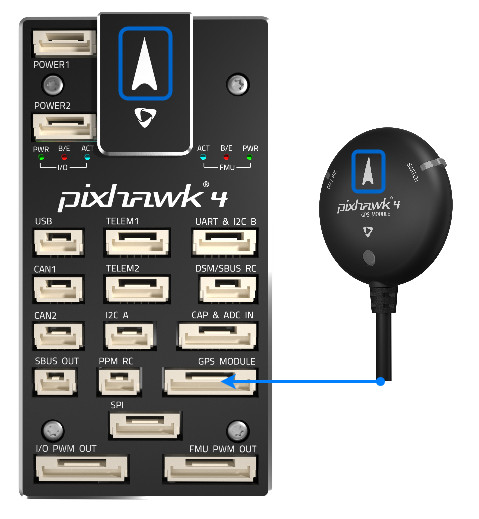 POWER1
POWER2
PWR B/E ACT
I/O
ACT B/E PWR
FMU
pixhawk®4
USB TELEM1 UART & I2C B
CAN1 TELEM2 DSM/SBUS RC
CAN2 I2C A CAP & ADC IN
SBUS OUT PPM RC GPS MODULE
SPI
I/O PWM OUT FMU PWM OUT
pixhawk 4
GPS MODULE